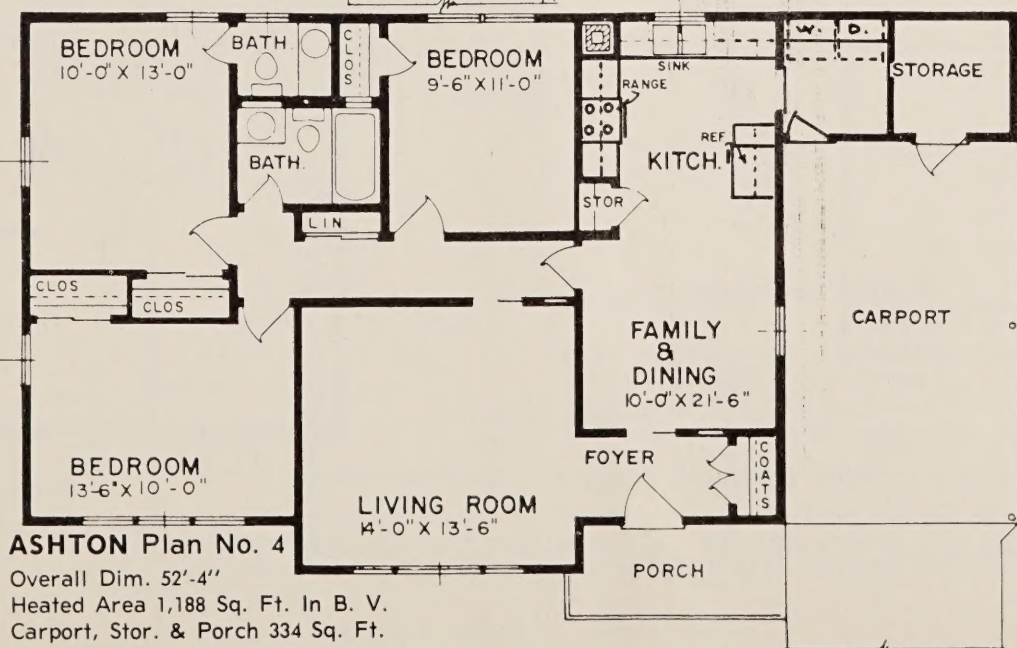 BEDROOM
10'-0" X 13'-0"
BATH.
CLOS
BEDROOM
9'-6" X 11'-0"
SINK
RANGE
W. D.
STORAGE
BATH.
REF
KITCH.
STOR
LIN
CLOS
CLOS
FAMILY
&
DINING
10'-0" X 21'-6"
CARPORT
BEDROOM
13'-6" X 10'-0"
LIVING ROOM
14'-0" X 13'-6"
FOYER
COATS
PORCH
ASHTON Plan No. 4
Overall Dim. 52'-4''
Heated Area 1,188 Sq. Ft. In B. V.
Carport, Stor. & Porch 334 Sq. Ft.